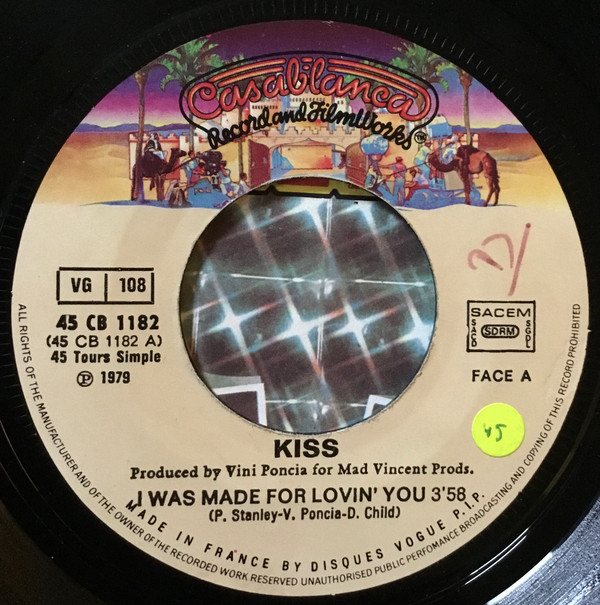 Casablanca
Record and FilmWorks™
VG 108
45 CB 1182
(45 CB 1182 A)
45 Tours Simple
Ⓟ 1979
SACEM
SACD SDRM SGDL
FACE A
45
KISS
Produced by Vini Poncia for Mad Vincent Prods.
I WAS MADE FOR LOVIN' YOU 3'58
(P. Stanley-V. Poncia-D. Child)
MADE IN FRANCE BY DISQUES VOGUE P.I.P.
ALL RIGHTS OF THE MANUFACTURER AND OF THE OWNER OF THE RECORDED WORK RESERVED UNAUTHORISED PUBLIC PERFOMANCE BROADCASTING AND COPYING OF THIS RECORD PROHIBITED